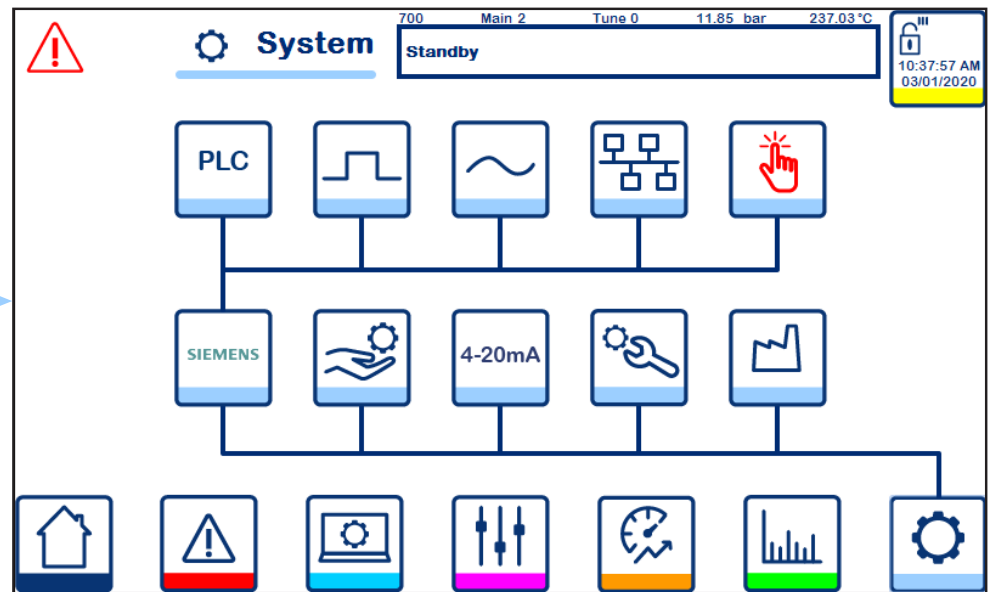 700 Main 2 Tune 0 11.85 bar 237.03 °C
System
Standby
10:37:57 AM
03/01/2020
PLC
SIEMENS
4-20mA